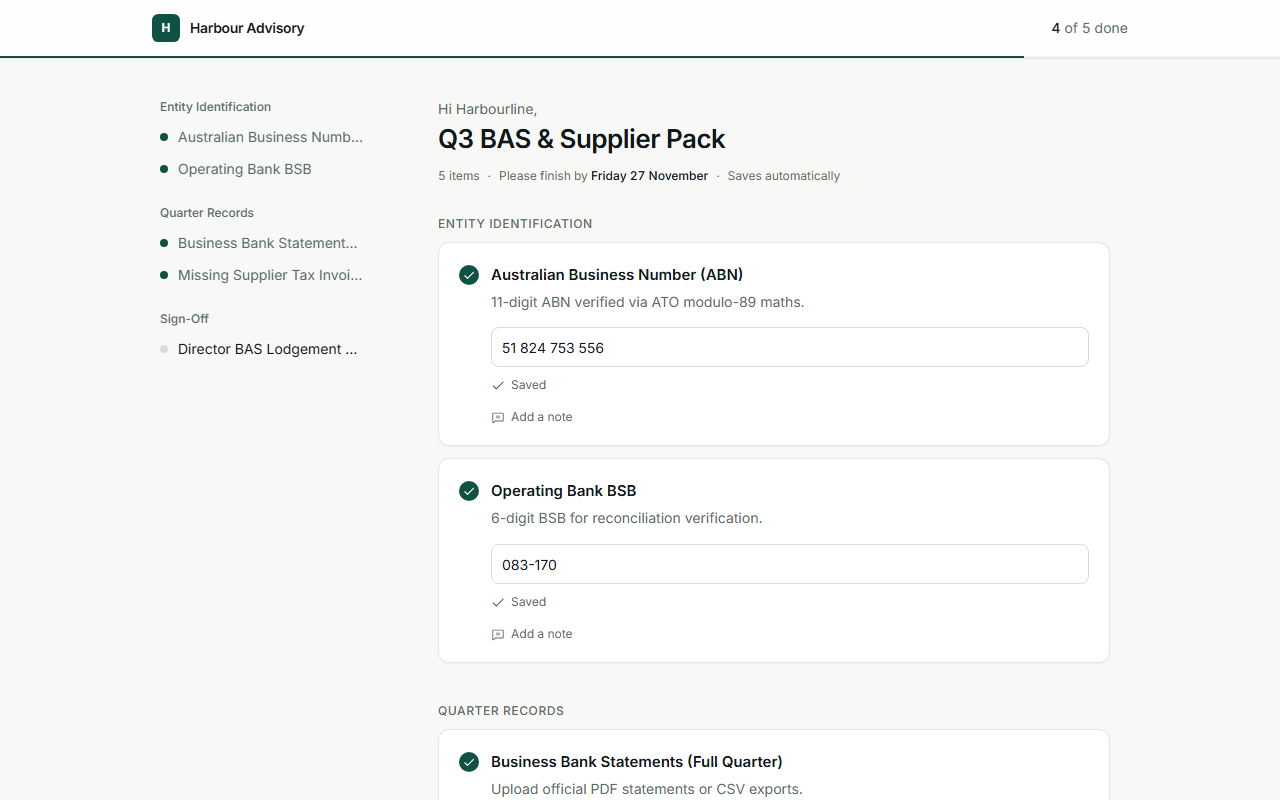 H
Harbour Advisory
4 of 5 done
Entity Identification
Australian Business Numb...
Operating Bank BSB
Quarter Records
Business Bank Statement...
Missing Supplier Tax Invoi...
Sign-Off
Director BAS Lodgement ...
Hi Harbourline,
Q3 BAS & Supplier Pack
5 items · Please finish by Friday 27 November · Saves automatically
ENTITY IDENTIFICATION
Australian Business Number (ABN)
11-digit ABN verified via ATO modulo-89 maths.
51 824 753 556
Saved
Add a note
Operating Bank BSB
6-digit BSB for reconciliation verification.
083-170
Saved
Add a note
QUARTER RECORDS
Business Bank Statements (Full Quarter)
Upload official PDF statements or CSV exports.